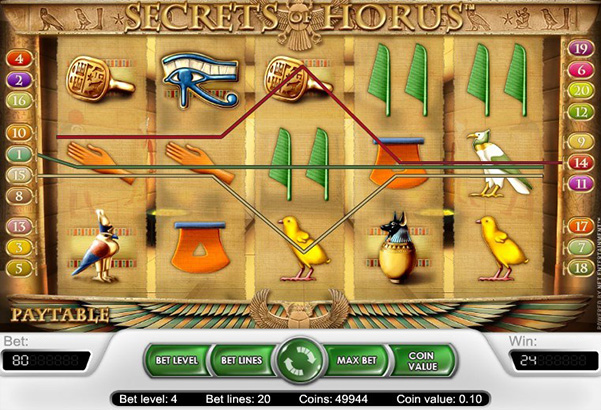 SECRETS OF HORUS™
4
2
16
10
1
15
8
13
3
5
19
6
20
12
9
14
11
17
7
18
PAYTABLE
Bet:
80
BET LEVEL
BET LINES
MAX BET
COIN VALUE
Win:
24
Bet level: 4 Bet lines: 20 Coins: 49944 Coin value: 0.10